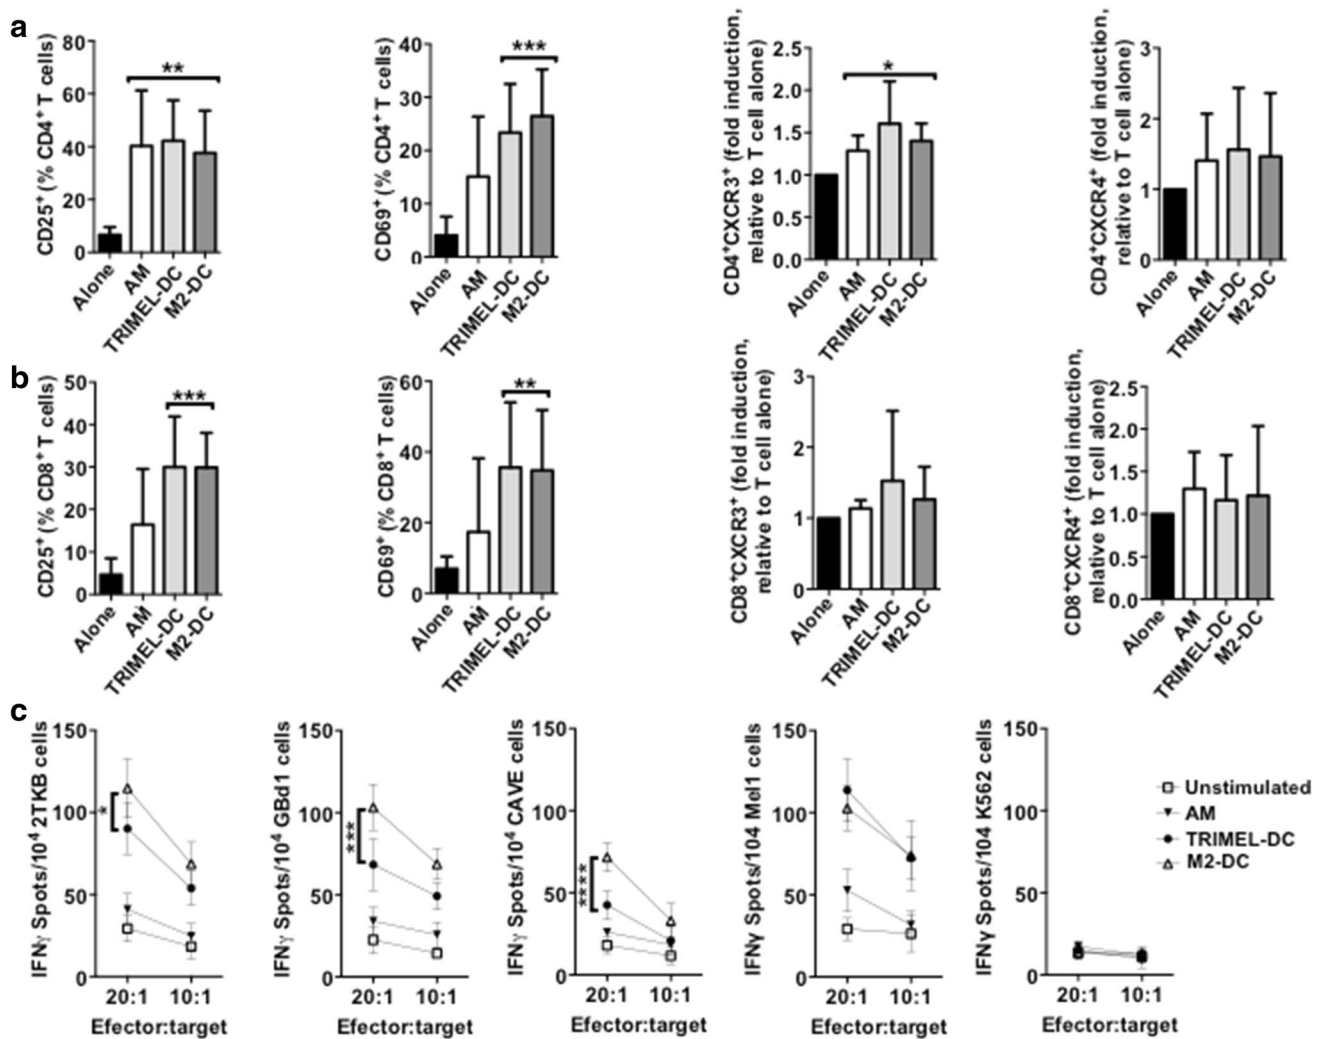 a
CD25⁺ (% CD4⁺ T cells)
80
60
40
20
0
**
Alone
AM
TRIMEL-DC
M2-DC
CD69⁺ (% CD4⁺ T cells)
40
30
20
10
0
***
Alone
AM
TRIMEL-DC
M2-DC
CD4⁺CXCR3⁺ (fold induction,
relative to T cell alone)
2.5
2.0
1.5
1.0
0.5
0.0
*
Alone
AM
TRIMEL-DC
M2-DC
CD4⁺CXCR4⁺ (fold induction,
relative to T cell alone)
3
2
1
0
Alone
AM
TRIMEL-DC
M2-DC
b
CD25⁺ (% CD8⁺ T cells)
50
40
30
20
10
0
***
Alone
AM
TRIMEL-DC
M2-DC
CD69⁺ (% CD8⁺ T cells)
60
40
20
0
**
Alone
AM
TRIMEL-DC
M2-DC
CD8⁺CXCR3⁺ (fold induction,
relative to T cell alone)
3
2
1
0
Alone
AM
TRIMEL-DC
M2-DC
CD8⁺CXCR4⁺ (fold induction,
relative to T cell alone)
2.5
2.0
1.5
1.0
0.5
0.0
Alone
AM
TRIMEL-DC
M2-DC
c
IFNγ Spots/10⁴ 2TKB cells
150
100
50
0
*
20:1 10:1
Efector:target
IFNγ Spots/10⁴ GBd1 cells
150
100
50
0
***
20:1 10:1
Efector:target
IFNγ Spots/10⁴ CAVE cells
150
100
50
0
****
20:1 10:1
Efector:target
IFNγ Spots/104 Mel1 cells
150
100
50
0
20:1 10:1
Efector:target
IFNγ Spots/104 K562 cells
150
100
50
0
20:1 10:1
Efector:target
Unstimulated
AM
TRIMEL-DC
M2-DC